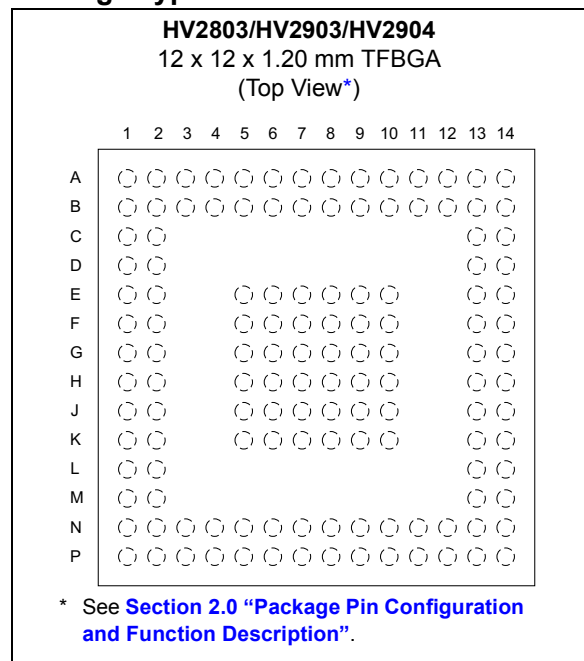 HV2803/HV2903/HV2904
12 x 12 x 1.20 mm TFBGA
(Top View*)
1 2 3 4 5 6 7 8 9 10 11 12 13 14
A
B
C
D
E
F
G
H
J
K
L
M
N
P
* See Section 2.0 “Package Pin Configuration
and Function Description”.